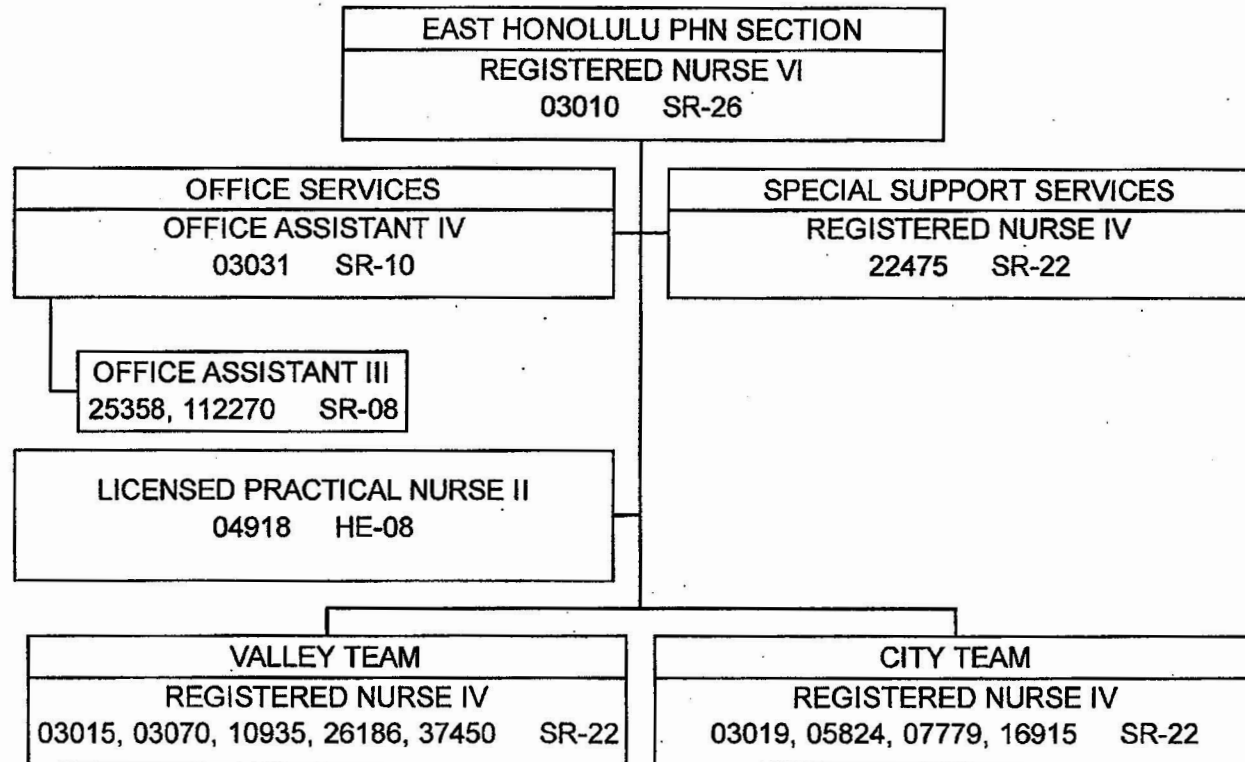 EAST HONOLULU PHN SECTION
REGISTERED NURSE VI
03010 SR-26
OFFICE SERVICES
OFFICE ASSISTANT IV
03031 SR-10
SPECIAL SUPPORT SERVICES
REGISTERED NURSE IV
22475 SR-22
OFFICE ASSISTANT III
25358, 112270 SR-08
LICENSED PRACTICAL NURSE II
04918 HE-08
VALLEY TEAM
REGISTERED NURSE IV
03015, 03070, 10935, 26186, 37450 SR-22
CITY TEAM
REGISTERED NURSE IV
03019, 05824, 07779, 16915 SR-22